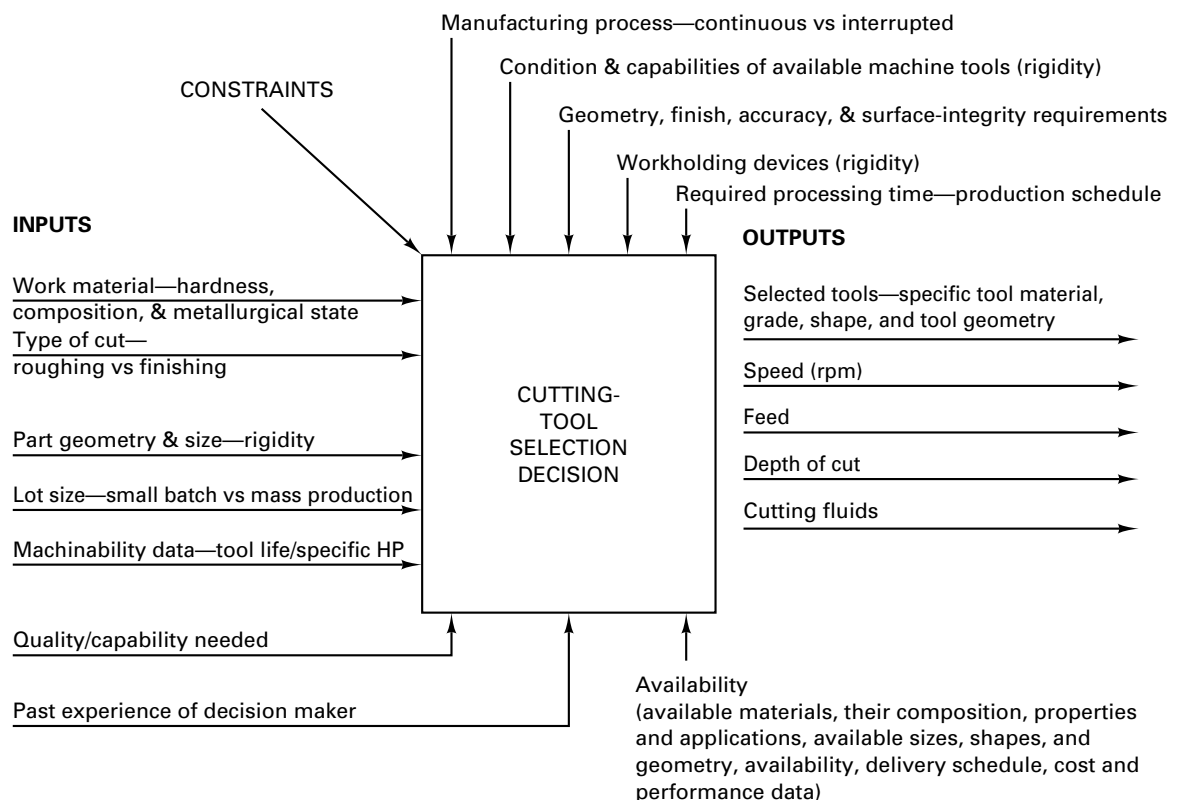 Manufacturing process—continuous vs interrupted
Condition & capabilities of available machine tools (rigidity)
CONSTRAINTS
Geometry, finish, accuracy, & surface-integrity requirements
Workholding devices (rigidity)
Required processing time—production schedule
INPUTS
Work material—hardness,
composition, & metallurgical state
Type of cut—
roughing vs finishing
Part geometry & size—rigidity
Lot size—small batch vs mass production
Machinability data—tool life/specific HP
Quality/capability needed
Past experience of decision maker
CUTTING-
TOOL
SELECTION
DECISION
OUTPUTS
Selected tools—specific tool material,
grade, shape, and tool geometry
Speed (rpm)
Feed
Depth of cut
Cutting fluids
Availability
(available materials, their composition, properties
and applications, available sizes, shapes, and
geometry, availability, delivery schedule, cost and
performance data)